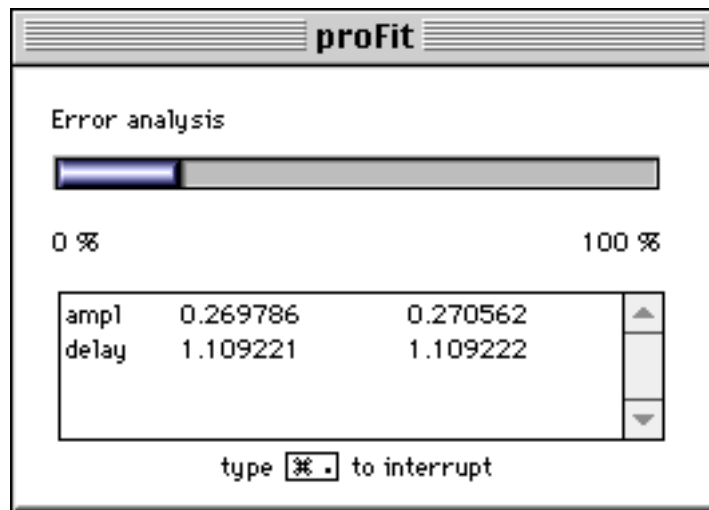 proFit
Error analysis
0 % 100 %
ampl 0.269786 0.270562
delay 1.109221 1.109222
type ⌘ . to interrupt